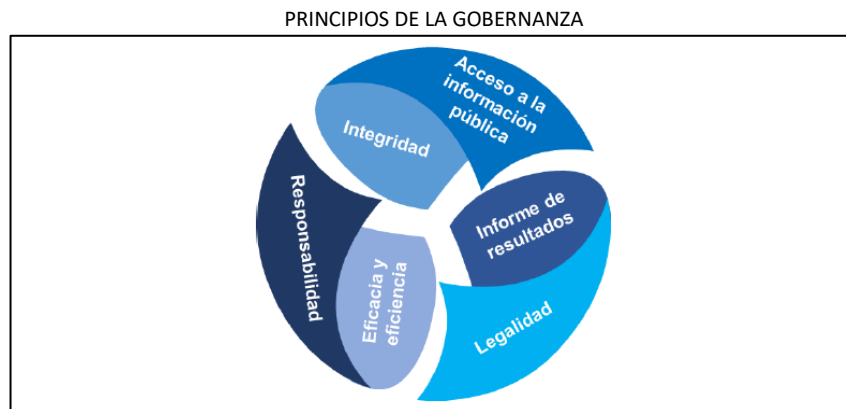 PRINCIPIOS DE LA GOBERNANZA
Acceso a la
información
pública
Integridad
Informe de
resultados
Responsabilidad
Eficacia y
eficiencia
Legalidad